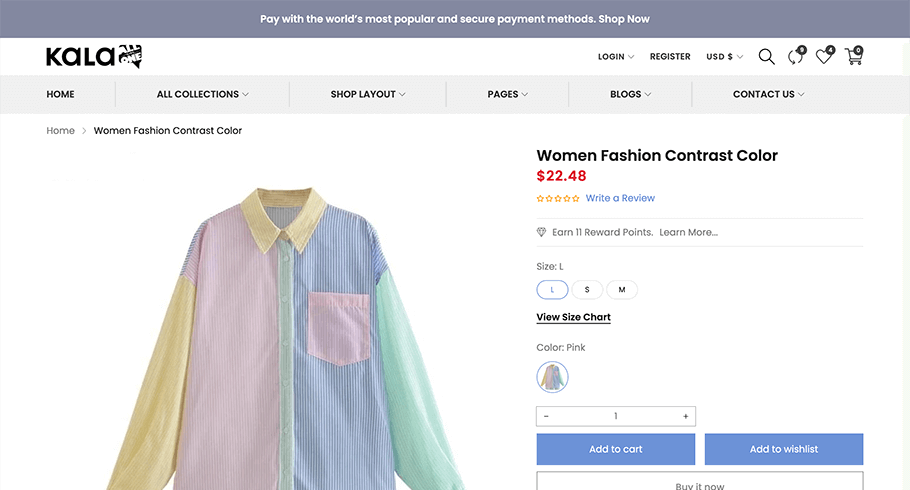 Pay with the world's most popular and secure payment methods. Shop Now
KALA ALLIN ONE
LOGIN REGISTER USD $ 9 4 0
HOME ALL COLLECTIONS SHOP LAYOUT PAGES BLOGS CONTACT US
Home > Women Fashion Contrast Color
Women Fashion Contrast Color
$22.48
Write a Review
Earn 11 Reward Points. Learn More...
Size: L
L S M
View Size Chart
Color: Pink
- 1 +
Add to cart Add to wishlist
Buy it now